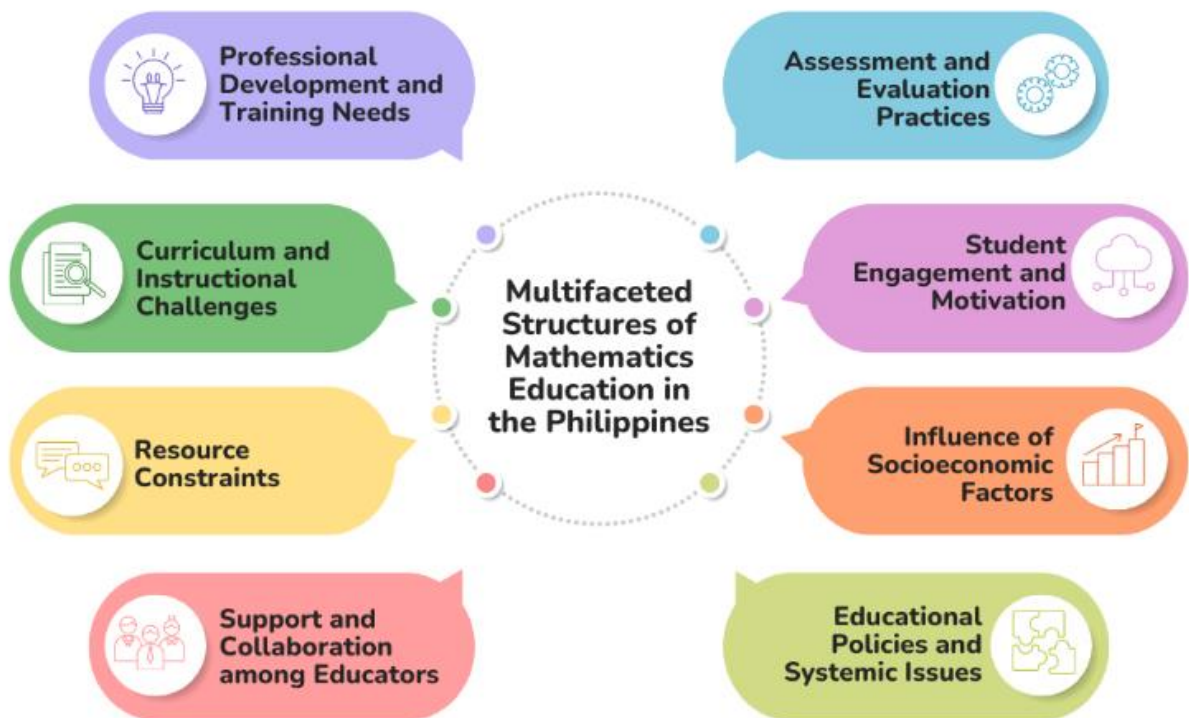 Professional
Development and
Training Needs
Assessment and
Evaluation
Practices
Curriculum and
Instructional
Challenges
Student
Engagement and
Motivation
Multifaceted
Structures of
Mathematics
Education in
the Philippines
Resource
Constraints
Influence of
Socioeconomic
Factors
Support and
Collaboration
among Educators
Educational
Policies and
Systemic Issues